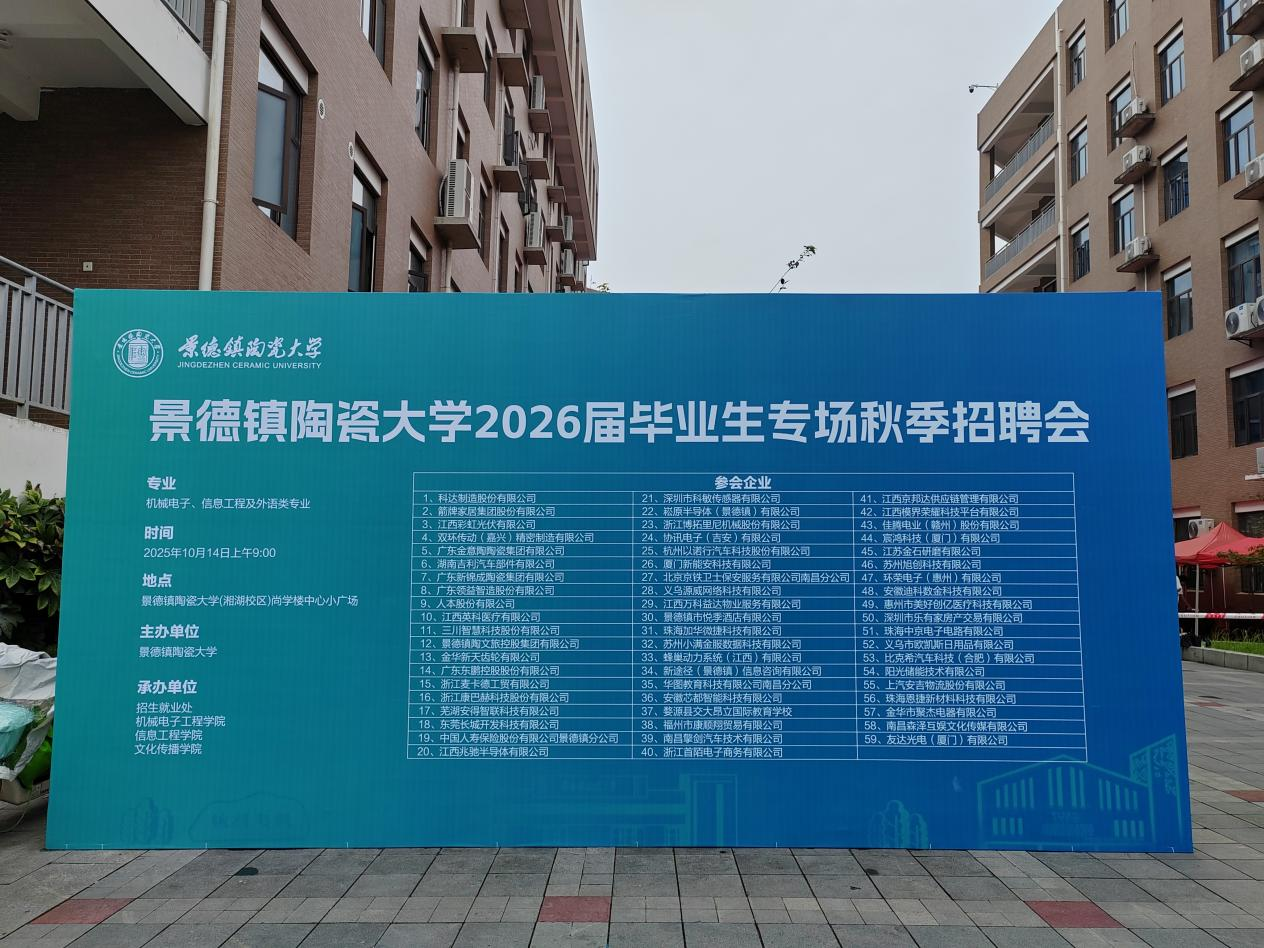 景德镇陶瓷大学
JINGDEZHEN CERAMIC UNIVERSITY
景德镇陶瓷大学2026届毕业生专场秋季招聘会
专业
机械电子、信息工程及外语类专业
时间
2025年10月14日上午9:00
地点
景德镇陶瓷大学(湘湖校区)尚学楼中心小广场
主办单位
景德镇陶瓷大学
承办单位
招生就业处
机械电子工程学院
信息工程学院
文化传播学院
参会企业
1、科达制造股份有限公司
2、箭牌家居集团股份有限公司
3、江西彩虹光伏有限公司
4、双环传动（嘉兴）精密制造有限公司
5、广东金意陶陶瓷集团有限公司
6、湖南吉利汽车部件有限公司
7、广东新锦成陶瓷集团有限公司
8、广东领益智造股份有限公司
9、人本股份有限公司
10、江西英科医疗有限公司
11、三川智慧科技股份有限公司
12、景德镇陶文旅控股集团有限公司
13、金华新天齿轮有限公司
14、广东东鹏控股股份有限公司
15、浙江麦卡德工贸有限公司
16、浙江康巴赫科技股份有限公司
17、芜湖安得智联科技有限公司
18、东莞长城开发科技有限公司
19、中国人寿保险股份有限公司景德镇分公司
20、江西兆驰半导体有限公司
21、深圳市科敏传感器有限公司
22、崧原半导体（景德镇）有限公司
23、浙江博拓里尼机械股份有限公司
24、协讯电子（吉安）有限公司
25、杭州以诺行汽车科技股份有限公司
26、厦门新能安科技有限公司
27、北京京铁卫士保安服务有限公司南昌分公司
28、义乌源威网络科技有限公司
29、江西万科益达物业服务有限公司
30、景德镇市悦季酒店有限公司
31、珠海加华微捷科技有限公司
32、苏州小满金服数据科技有限公司
33、蜂巢动力系统（江西）有限公司
34、新途径（景德镇）信息咨询有限公司
35、华图教育科技有限公司南昌分公司
36、安徽芯都智能科技有限公司
37、婺源县交大昂立国际教育学校
38、福州市康顺翔贸易有限公司
39、南昌擎创汽车技术有限公司
40、浙江首陌电子商务有限公司
41、江西京邦达供应链管理有限公司
42、江西模界荣耀科技平台有限公司
43、佳腾电业（赣州）股份有限公司
44、宸鸿科技（厦门）有限公司
45、江苏金石研磨有限公司
46、苏州旭创科技有限公司
47、环荣电子（惠州）有限公司
48、安徽迪科数金科技有限公司
49、惠州市美好创亿医疗科技有限公司
50、深圳市乐有家房产交易有限公司
51、珠海中京电子电路有限公司
52、义乌市欧凯斯日用品有限公司
53、比克希汽车科技（合肥）有限公司
54、阳光储能技术有限公司
55、上汽安吉物流股份有限公司
56、珠海恩捷新材料科技有限公司
57、金华市聚杰电器有限公司
58、南昌森泽互娱文化传媒有限公司
59、友达光电（厦门）有限公司